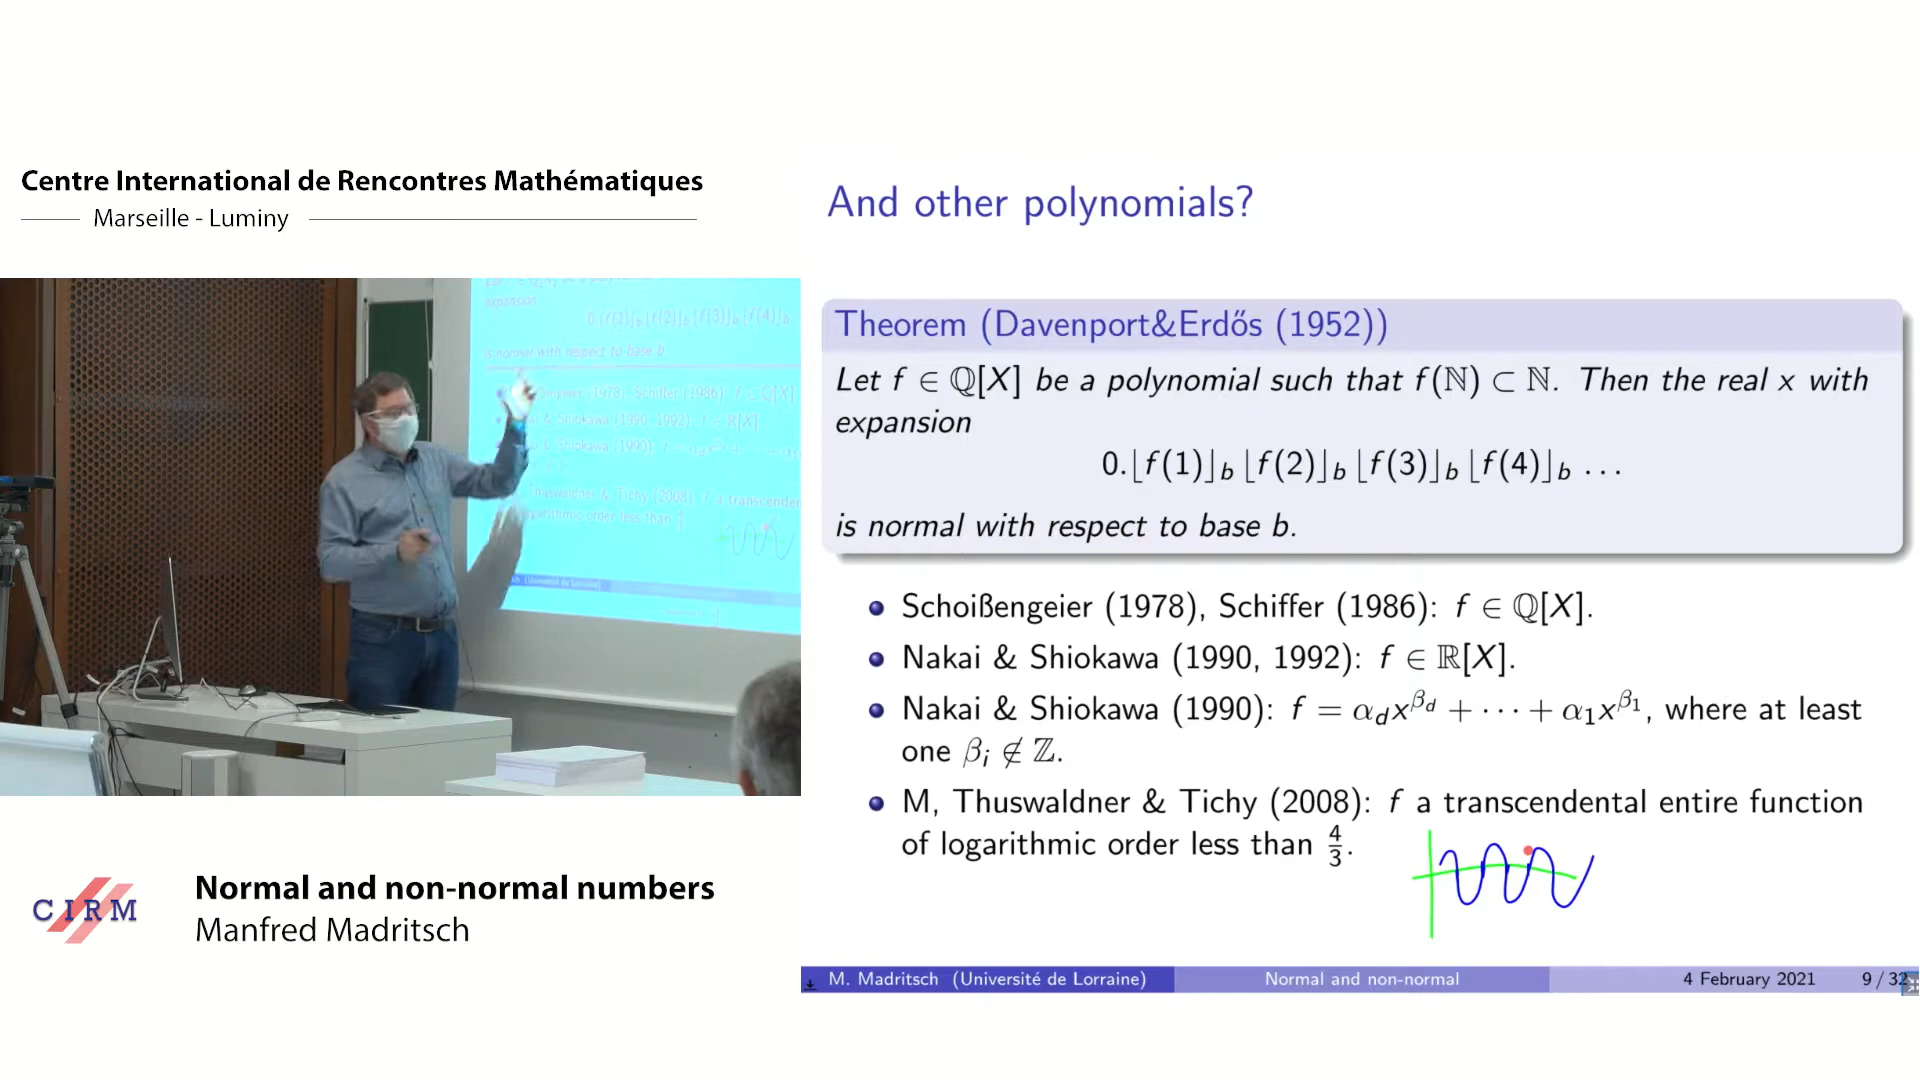 Centre International de Rencontres Mathématiques
Marseille - Luminy
And other polynomials?
Theorem (Davenport&Erdős (1952))
Let f ∈ ℚ[X] be a polynomial such that f(ℕ) ⊂ ℕ. Then the real x with
expansion
0.⌊f(1)⌋_b ⌊f(2)⌋_b ⌊f(3)⌋_b ⌊f(4)⌋_b ...
is normal with respect to base b.
Schoißengeier (1978), Schiffer (1986): f ∈ ℚ[X].
Nakai & Shiokawa (1990, 1992): f ∈ ℝ[X].
Nakai & Shiokawa (1990): f = α_d x^{β_d} + ··· + α_1 x^{β_1}, where at least
one β_i ∉ ℤ.
M, Thuswaldner & Tichy (2008): f a transcendental entire function
of logarithmic order less than 4/3.
CIRM
Normal and non-normal numbers
Manfred Madritsch
M. Madritsch (Université de Lorraine) Normal and non-normal 4 February 2021 9 / 32